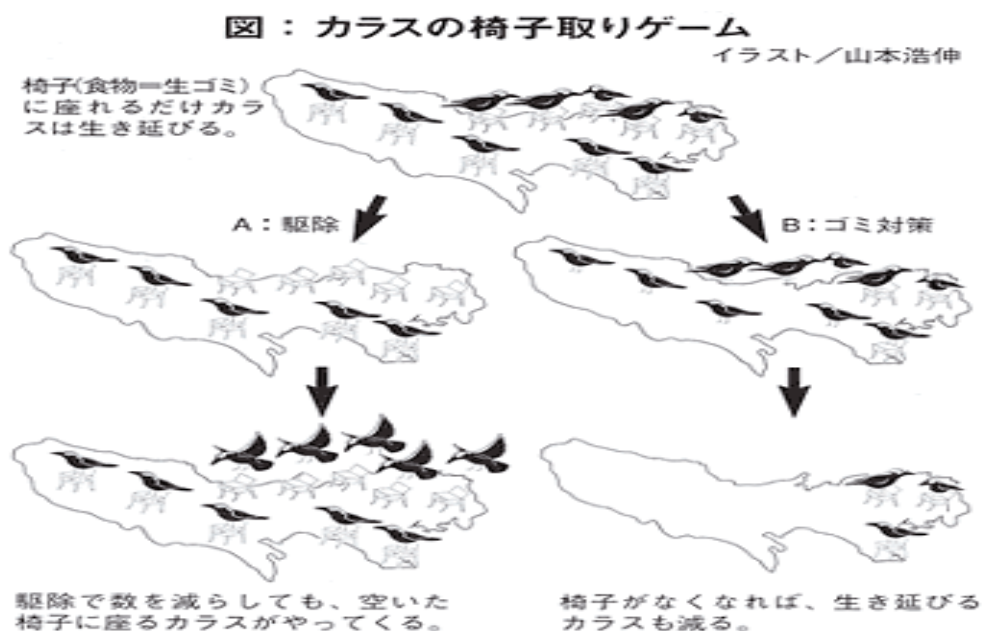 図：カラスの椅子取りゲーム
イラスト／山本浩伸
椅子(食物＝生ゴミ)
に座れるだけカラ
スは生き延びる。
A：駆除
B：ゴミ対策
駆除で数を減らしても、空いた
椅子に座るカラスがやってくる。
椅子がなくなれば、生き延びる
カラスも減る。